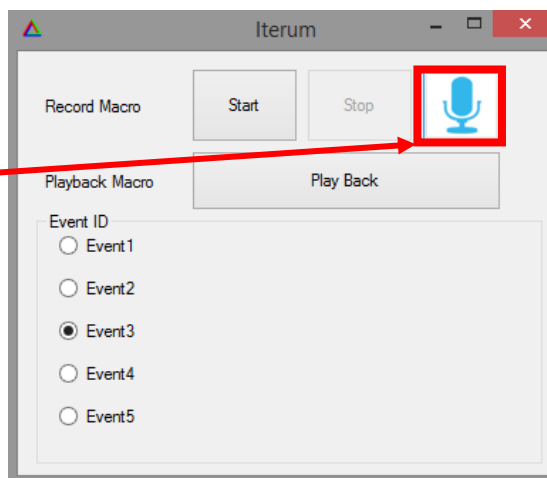 Iterum
Record Macro Start Stop
Playback Macro Play Back
Event ID
Event1
Event2
Event3
Event4
Event5